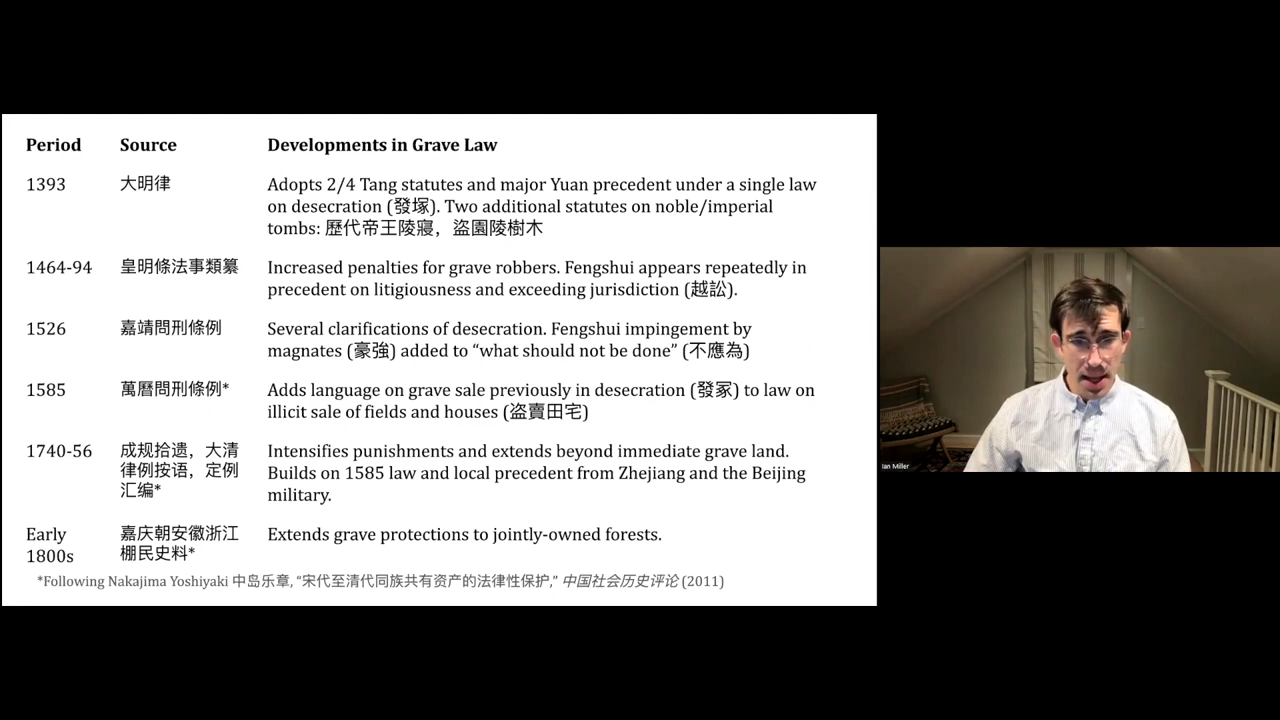 Period Source Developments in Grave Law
1393 大明律 Adopts 2/4 Tang statutes and major Yuan precedent under a single law
on desecration (發塚). Two additional statutes on noble/imperial
tombs: 歷代帝王陵寢，盜園陵樹木
1464-94 皇明條法事類纂 Increased penalties for grave robbers. Fengshui appears repeatedly in
precedent on litigiousness and exceeding jurisdiction (越訟).
1526 嘉靖問刑條例 Several clarifications of desecration. Fengshui impingement by
magnates (豪強) added to “what should not be done” (不應為)
1585 萬曆問刑條例* Adds language on grave sale previously in desecration (發冢) to law on
illicit sale of fields and houses (盗賣田宅)
1740-56 成规拾遗，大清 Intensifies punishments and extends beyond immediate grave land.
律例按语，定例 Builds on 1585 law and local precedent from Zhejiang and the Beijing
汇编* military.
Early 嘉庆朝安徽浙江 Extends grave protections to jointly-owned forests.
1800s 棚民史料*
*Following Nakajima Yoshiyaki 中岛乐章, “宋代至清代同族共有资产的法律性保护,” 中国社会历史评论 (2011)
Ian Miller